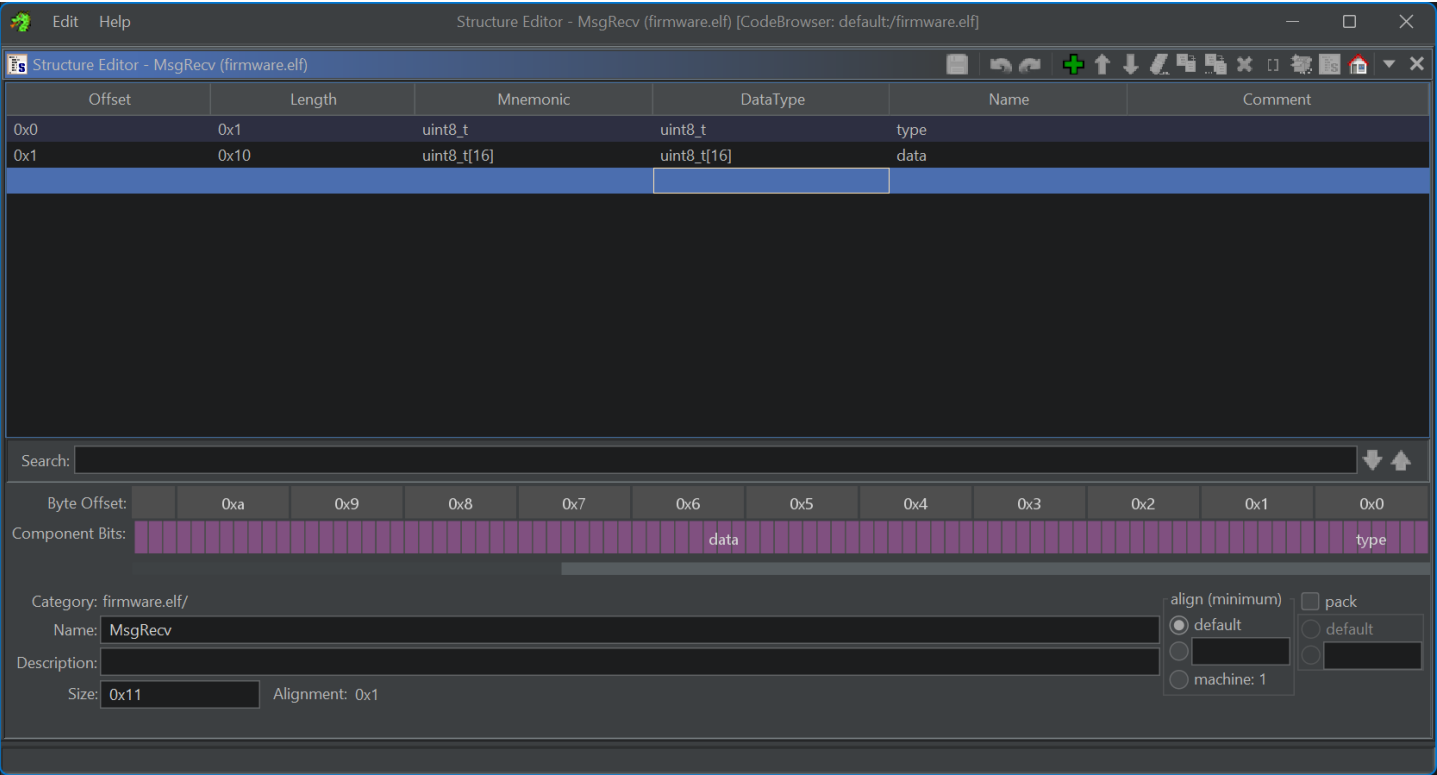 Edit Help Structure Editor - MsgRecv (firmware.elf) [CodeBrowser: default:/firmware.elf]
Structure Editor - MsgRecv (firmware.elf)
Offset Length Mnemonic DataType Name Comment
0x0 0x1 uint8_t uint8_t type
0x1 0x10 uint8_t[16] uint8_t[16] data
Search:
Byte Offset: 0xa 0x9 0x8 0x7 0x6 0x5 0x4 0x3 0x2 0x1 0x0
Component Bits: data type
Category: firmware.elf/
align (minimum) pack
Name: MsgRecv
default default
Description:
Size: 0x11 Alignment: 0x1
machine: 1